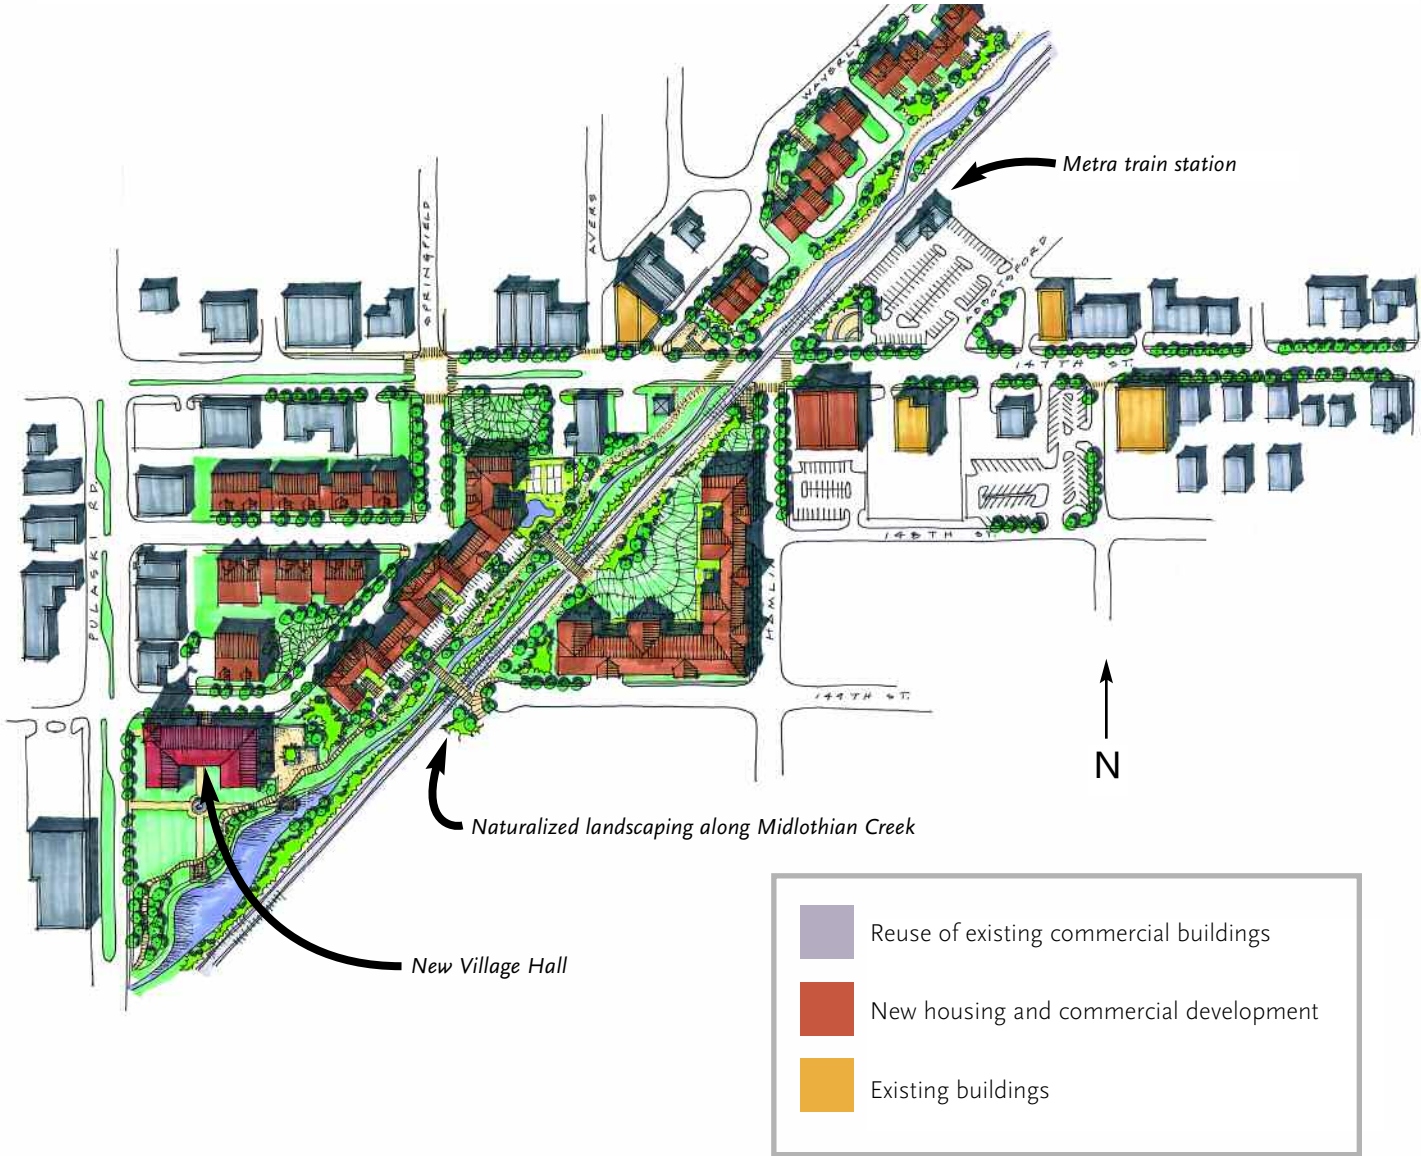 WAVERLY
Metra train station
AVERS
SPRINGFIELD
ABBOTSFORD
147TH ST.
PULASKI RD.
148TH ST.
HAMLIN
149TH ST.
N
Naturalized landscaping along Midlothian Creek
New Village Hall
Reuse of existing commercial buildings
New housing and commercial development
Existing buildings